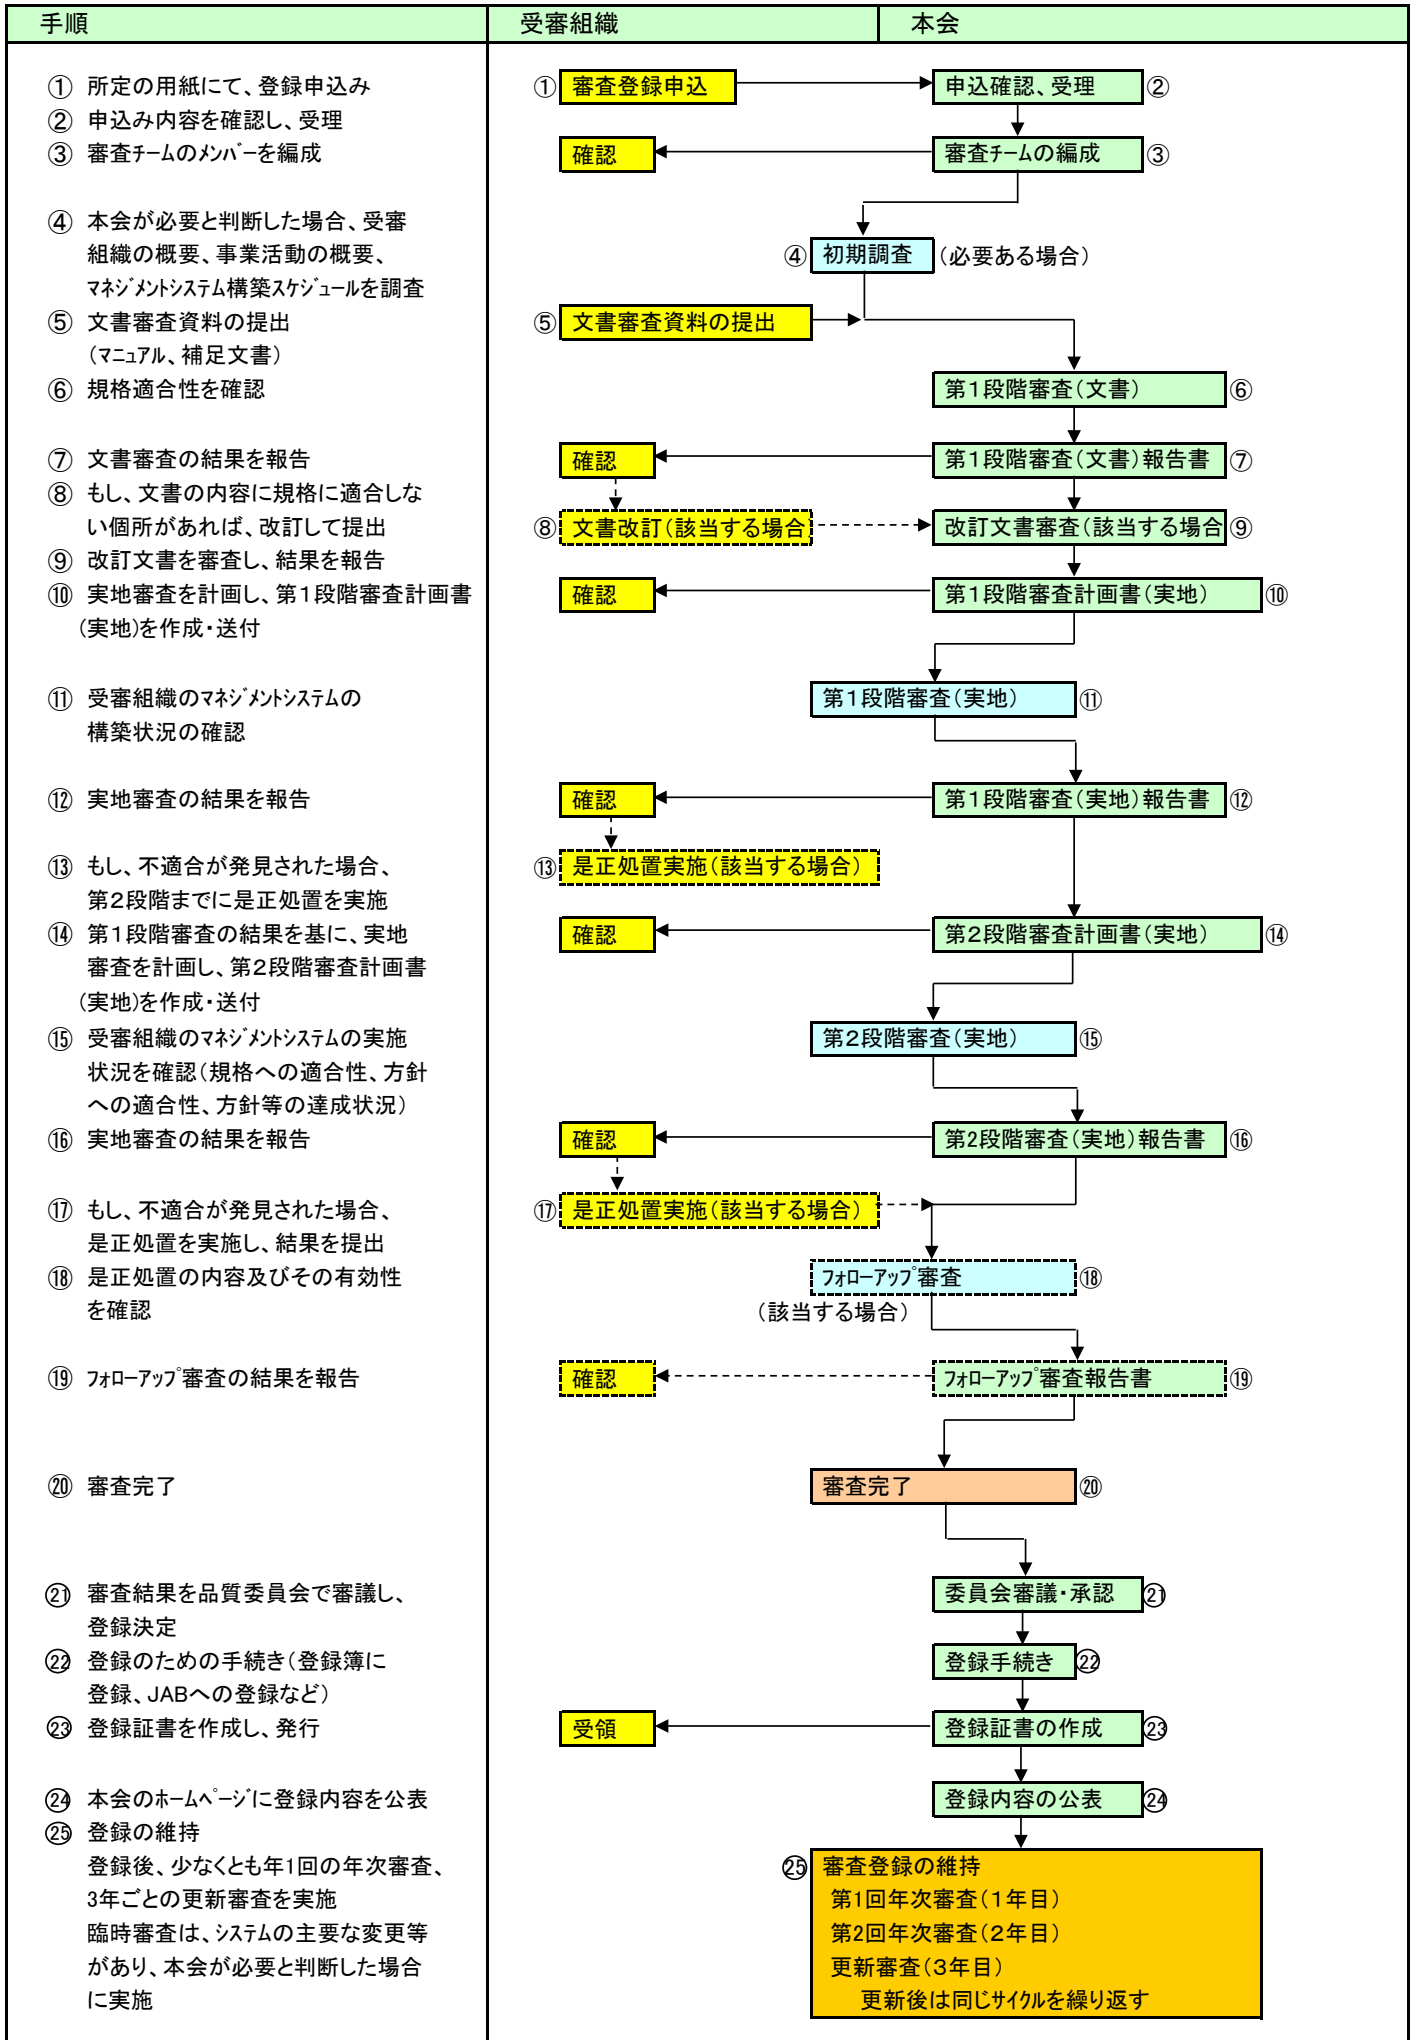 手順 受審組織 本会
① 所定の用紙にて、登録申込み
② 申込み内容を確認し、受理
③ 審査ﾁｰﾑのﾒﾝﾊﾞｰを編成
④ 本会が必要と判断した場合、受審
組織の概要、事業活動の概要、
ﾏﾈｼﾞﾒﾝﾄｼｽﾃﾑ構築ｽｹｼﾞｭｰﾙを調査
⑤ 文書審査資料の提出
（ﾏﾆｭｱﾙ、補足文書）
⑥ 規格適合性を確認
⑦ 文書審査の結果を報告
⑧ もし、文書の内容に規格に適合しな
い個所があれば、改訂して提出
⑨ 改訂文書を審査し、結果を報告
⑩ 実地審査を計画し、第１段階審査計画書
(実地)を作成・送付
⑪ 受審組織のﾏﾈｼﾞﾒﾝﾄｼｽﾃﾑの
構築状況の確認
⑫ 実地審査の結果を報告
⑬ もし、不適合が発見された場合、
第２段階までに是正処置を実施
⑭ 第１段階審査の結果を基に、実地
審査を計画し、第２段階審査計画書
(実地)を作成・送付
⑮ 受審組織のﾏﾈｼﾞﾒﾝﾄｼｽﾃﾑの実施
状況を確認（規格への適合性、方針
への適合性、方針等の達成状況）
⑯ 実地審査の結果を報告
⑰ もし、不適合が発見された場合、
是正処置を実施し、結果を提出
⑱ 是正処置の内容及びその有効性
を確認
⑲ ﾌｫﾛｰｱｯﾌﾟ審査の結果を報告
⑳ 審査完了
㉑ 審査結果を品質委員会で審議し、
登録決定
㉒ 登録のための手続き（登録簿に
登録、JABへの登録など）
㉓ 登録証書を作成し、発行
㉔ 本会のﾎｰﾑﾍﾟｰｼﾞに登録内容を公表
㉕ 登録の維持
登録後、少なくとも年1回の年次審査、
3年ごとの更新審査を実施
臨時審査は、ｼｽﾃﾑの主要な変更等
があり、本会が必要と判断した場合
に実施
① 審査登録申込 申込確認、受理 ②
確認 審査ﾁｰﾑの編成 ③
④ 初期調査 （必要ある場合）
⑤ 文書審査資料の提出
第１段階審査（文書） ⑥
確認 第１段階審査（文書）報告書 ⑦
⑧ 文書改訂（該当する場合 改訂文書審査（該当する場合 ⑨
確認 第１段階審査計画書（実地） ⑩
第１段階審査（実地） ⑪
確認 第１段階審査（実地）報告書 ⑫
⑬ 是正処置実施（該当する場合）
確認 第２段階審査計画書（実地） ⑭
第２段階審査（実地） ⑮
確認 第2段階審査（実地）報告書 ⑯
⑰ 是正処置実施（該当する場合）
ﾌｫﾛｰｱｯﾌﾟ審査 ⑱
（該当する場合）
確認 ﾌｫﾛｰｱｯﾌﾟ審査報告書 ⑲
審査完了 ⑳
委員会審議・承認 ㉑
登録手続き ㉒
受領 登録証書の作成 ㉓
登録内容の公表 ㉔
㉕ 審査登録の維持
第1回年次審査（１年目）
第2回年次審査（２年目）
更新審査（３年目）
更新後は同じｻｲｸﾙを繰り返す